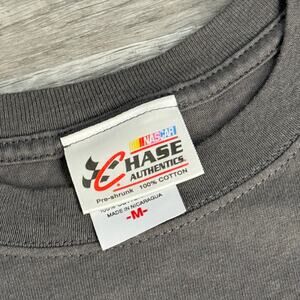 NASCAR
CHASE
AUTHENTICS.
Pre-shrunk 100% COTTON
MADE IN NICARAGUA
-M-